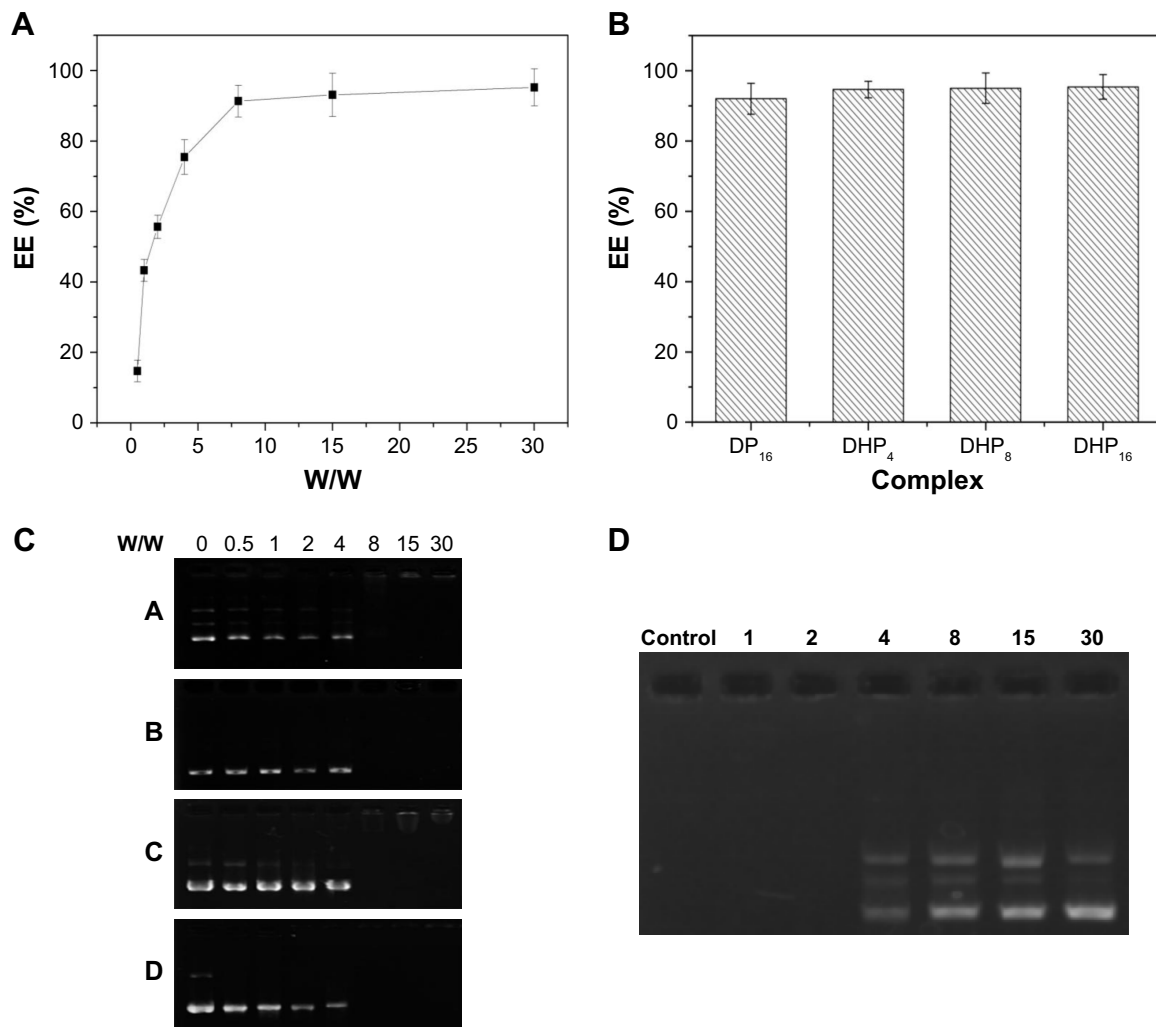 A
100
80
60
40
20
0
EE (%)
0 5 10 15 20 25 30
W/W
B
100
80
60
40
20
0
EE (%)
DP16 DHP4 DHP8 DHP16
Complex
C
W/W 0 0.5 1 2 4 8 15 30
A
B
C
D
D
Control 1 2 4 8 15 30